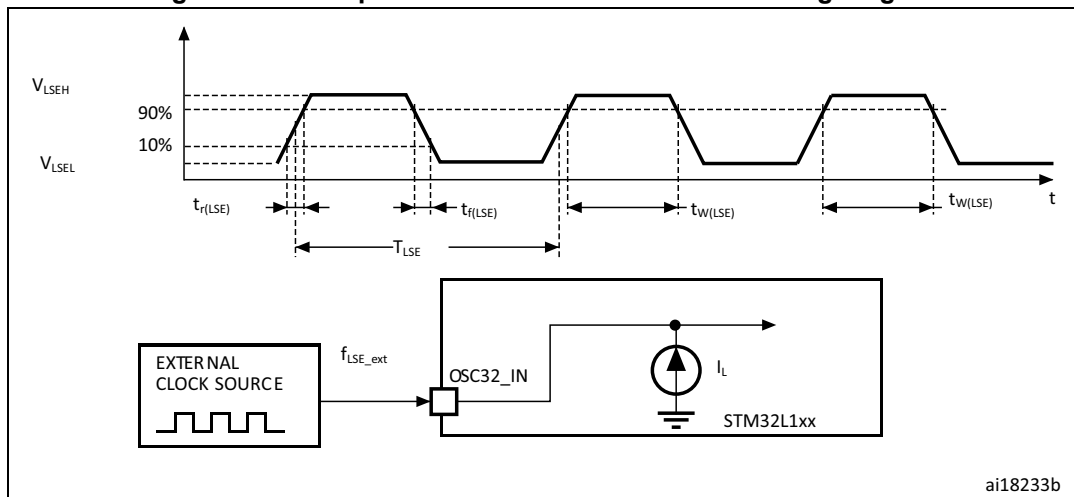 V_LSEH
90%
10%
V_LSEL
t_r(LSE) t_f(LSE) t_W(LSE) t_W(LSE) t
T_LSE
EXTERNAL
CLOCK SOURCE
f_LSE_ext
OSC32_IN
I_L
STM32L1xx
ai18233b